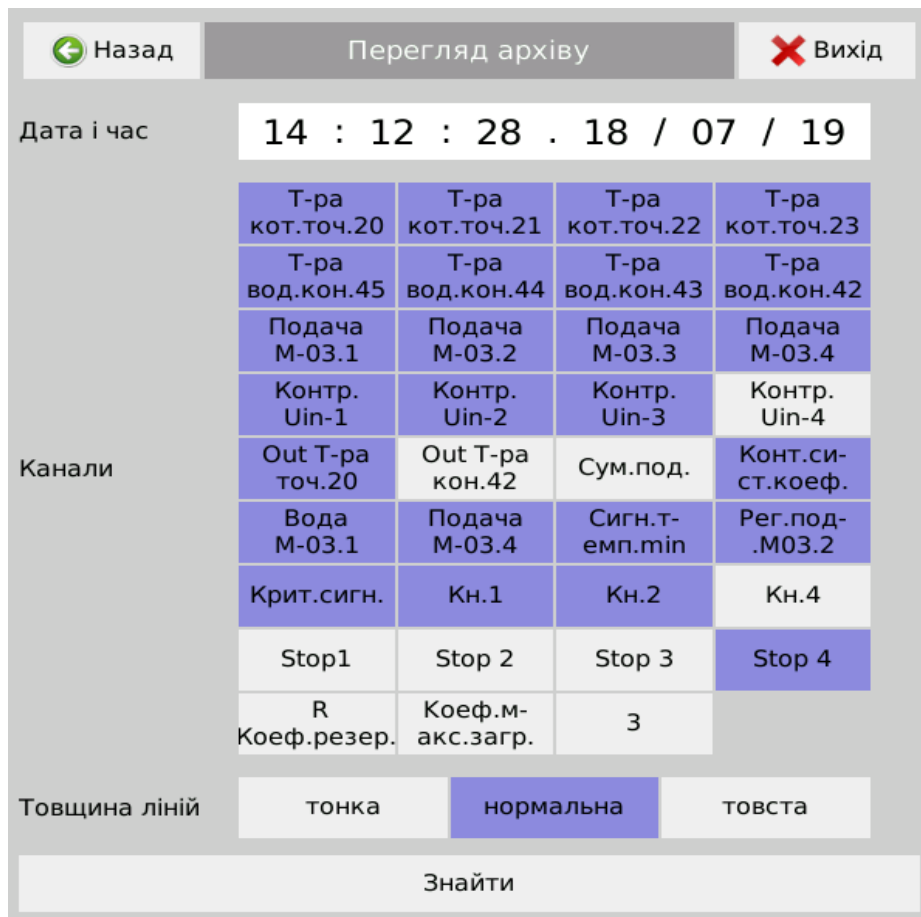 Назад Перегляд архіву Вихід
Дата і час 14 : 12 : 28 . 18 / 07 / 19
Т-ра Т-ра Т-ра Т-ра
кот.точ.20 кот.точ.21 кот.точ.22 кот.точ.23
Т-ра Т-ра Т-ра Т-ра
вод.кон.45 вод.кон.44 вод.кон.43 вод.кон.42
Подача Подача Подача Подача
М-03.1 М-03.2 М-03.3 М-03.4
Контр. Контр. Контр. Контр.
Uin-1 Uin-2 Uin-3 Uin-4
Канали
Out Т-ра Out Т-ра Сум.под. Конт.си-
точ.20 кон.42 ст.коеф.
Вода Подача Сигн.т- Рег.под-
М-03.1 М-03.4 емп.min .М03.2
Крит.сигн. Кн.1 Кн.2 Кн.4
Stop1 Stop 2 Stop 3 Stop 4
R Коеф.м- 3
Коеф.резер. акс.загр.
Товщина ліній тонка нормальна товста
Знайти